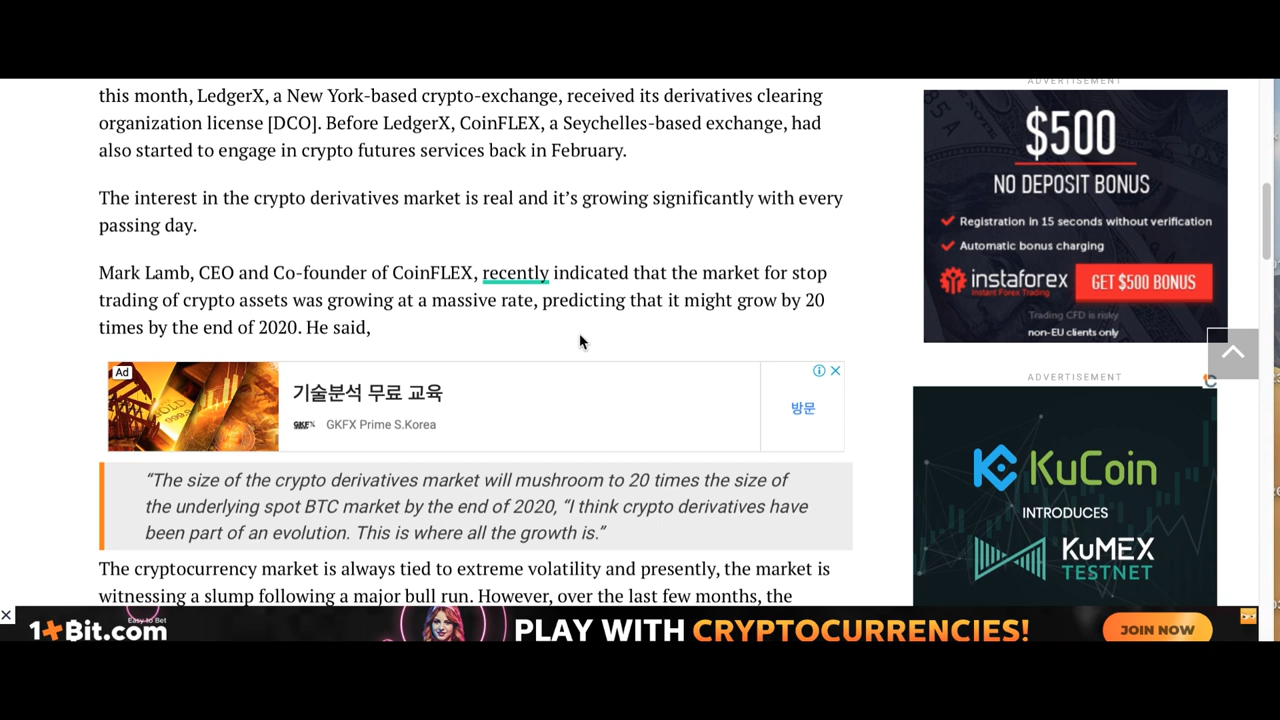 this month, LedgerX, a New York-based crypto-exchange, received its derivatives clearing
organization license [DCO]. Before LedgerX, CoinFLEX, a Seychelles-based exchange, had
also started to engage in crypto futures services back in February.
The interest in the crypto derivatives market is real and it’s growing significantly with every
passing day.
Mark Lamb, CEO and Co-founder of CoinFLEX, recently indicated that the market for stop
trading of crypto assets was growing at a massive rate, predicting that it might grow by 20
times by the end of 2020. He said,
Ad
기술분석 무료 교육
GKFX GKFX Prime S.Korea
방문
“The size of the crypto derivatives market will mushroom to 20 times the size of
the underlying spot BTC market by the end of 2020, “I think crypto derivatives have
been part of an evolution. This is where all the growth is.”
The cryptocurrency market is always tied to extreme volatility and presently, the market is
witnessing a slump following a major bull run. However, over the last few months, the
ADVERTISEMENT
$500
NO DEPOSIT BONUS
Registration in 15 seconds without verification
Automatic bonus charging
instaforex
Instant Forex Trading
GET $500 BONUS
Trading CFD is risky
non-EU clients only
ADVERTISEMENT
KUCOIN
INTRODUCES
KUMEX
TESTNET
Easy to Bet
1xBit.com
PLAY WITH CRYPTOCURRENCIES!
JOIN NOW